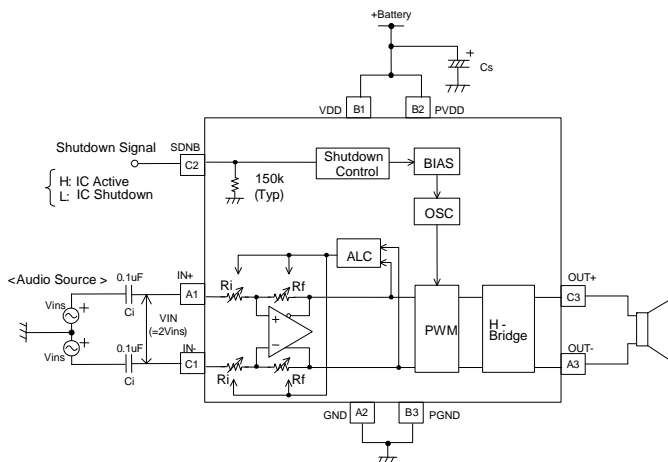 +Battery
+
Cs
VDD B1 B2 PVDD
Shutdown Signal
SDNB
C2
H: IC Active
L: IC Shutdown
150k
(Typ)
Shutdown
Control
BIAS
OSC
ALC
<Audio Source>
0.1uF
IN+
A1
Ri Rf
Vins
+
Ci
VIN
(=2Vins)
+
−
PWM
H -
Bridge
OUT+
C3
Vins
+
0.1uF
IN-
C1
Ci
Ri Rf
OUT-
A3
GND A2 B3 PGND